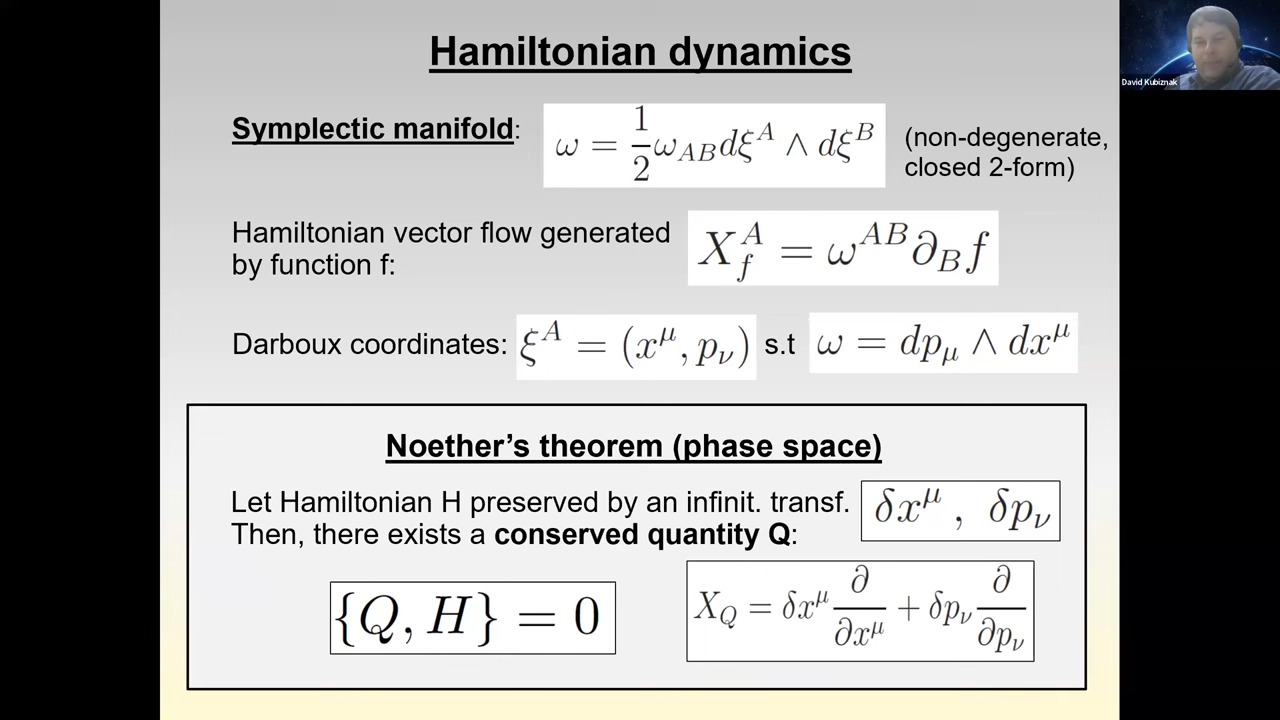 Hamiltonian dynamics
David Kubiznak
Symplectic manifold:
ω = 1/2 ω_{AB} dξ^A ∧ dξ^B
(non-degenerate,
closed 2-form)
Hamiltonian vector flow generated
by function f:
X_f^A = ω^{AB} ∂_B f
Darboux coordinates: ξ^A = (x^μ, p_ν) s.t ω = dp_μ ∧ dx^μ
Noether's theorem (phase space)
Let Hamiltonian H preserved by an infinit. transf. δx^μ , δp_ν
Then, there exists a conserved quantity Q:
{Q, H} = 0
X_Q = δx^μ ∂/∂x^μ + δp_ν ∂/∂p_ν